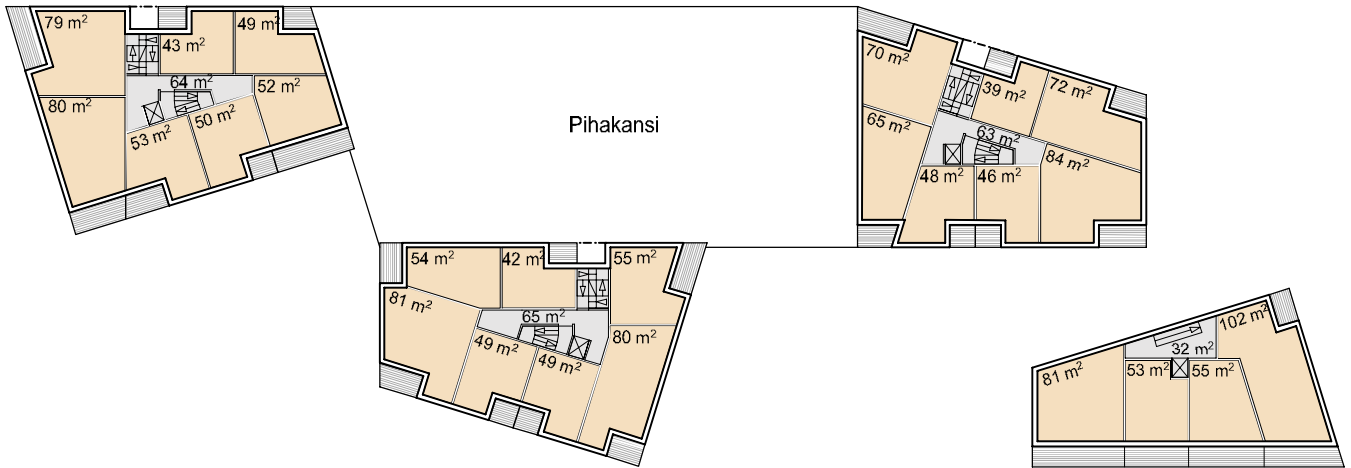 79 m²
43 m²
49 m²
64 m²
52 m²
80 m²
53 m²
50 m²
Pihakansi
70 m²
39 m²
72 m²
65 m²
63 m²
84 m²
48 m²
46 m²
54 m²
42 m²
55 m²
81 m²
65 m²
80 m²
49 m²
49 m²
102 m²
32 m²
81 m²
53 m²
55 m²